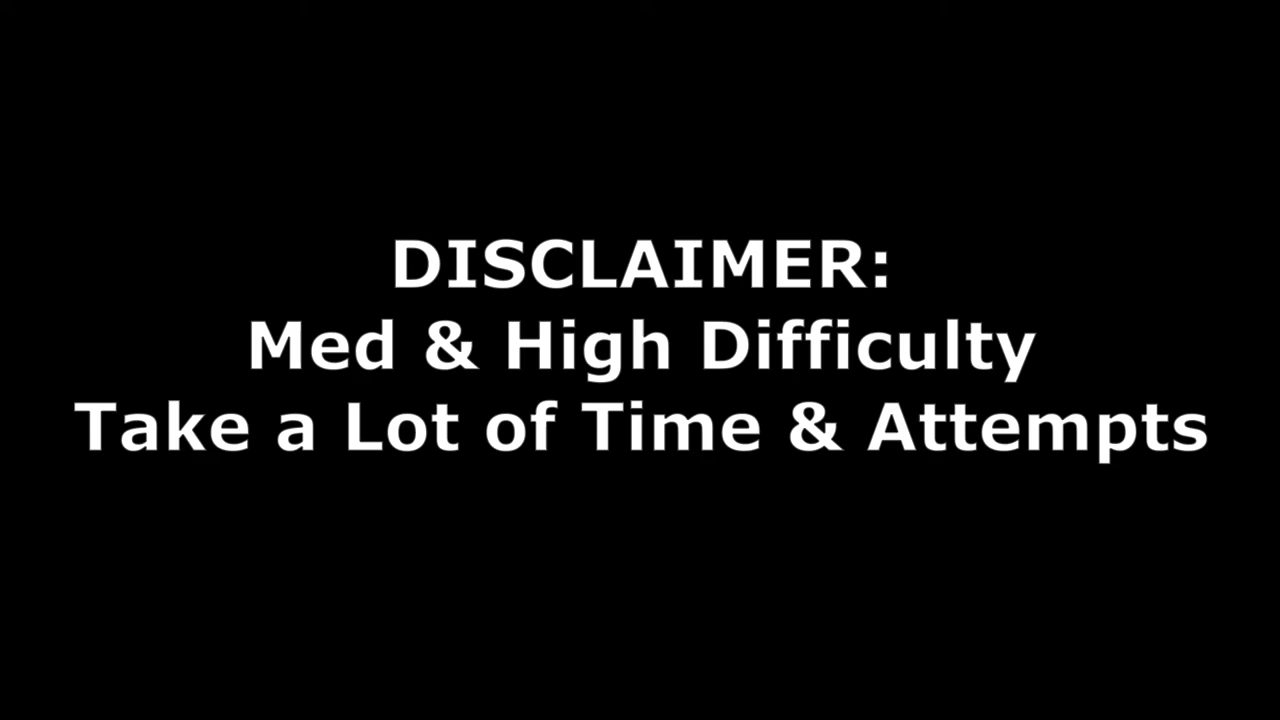 DISCLAIMER:
Med & High Difficulty
Take a Lot of Time & Attempts